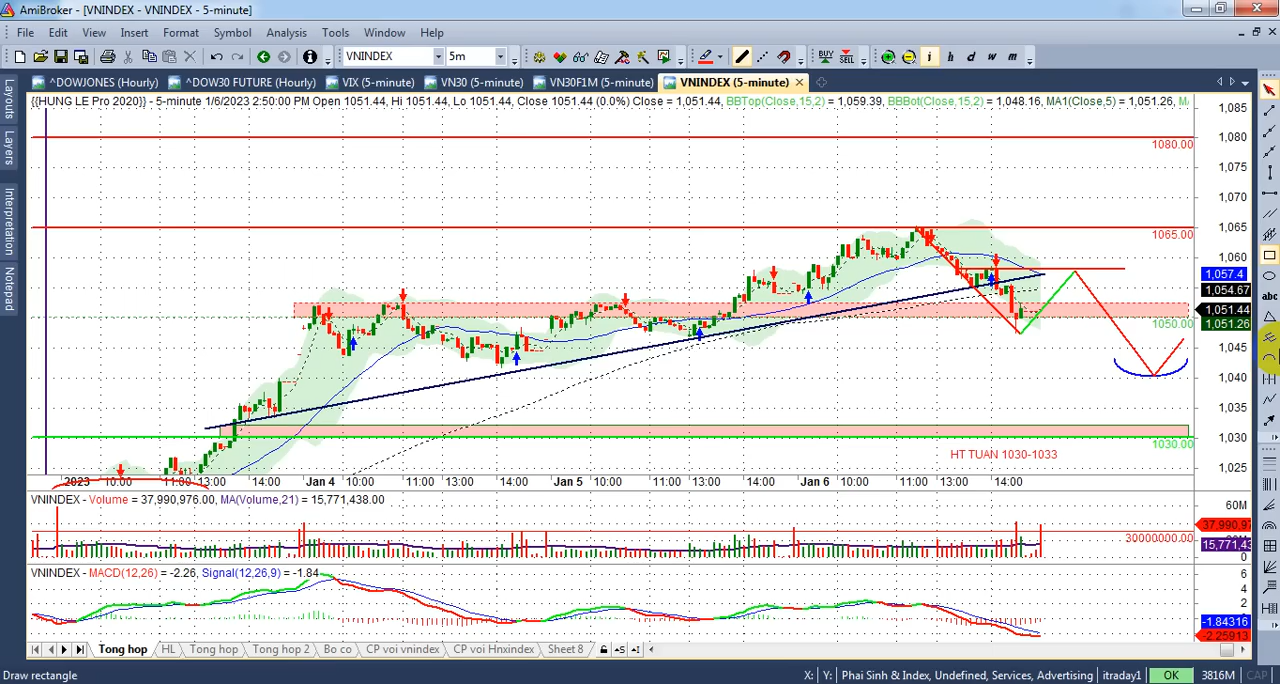 AmiBroker - [VNINDEX - VNINDEX - 5-minute]
File Edit View Insert Format Symbol Analysis Tools Window Help
VNINDEX 5m BUY SELL i h d w m
^DOWJONES (Hourly) ^DOW30 FUTURE (Hourly) VIX (5-minute) VN30 (5-minute) VN30F1M (5-minute) VNINDEX (5-minute)
Layouts
Layers
Interpretation
Notepad
{{HUNG LE Pro 2020}} - 5-minute 1/6/2023 2:50:00 PM Open 1051.44, Hi 1051.44, Lo 1051.44, Close 1051.44 (0.0%) Close = 1,051.44, BBTop(Close,15,2) = 1,059.39, BBBot(Close,15,2) = 1,048.16, MA1(Close,5) = 1,051.26,
1,085
1,080
1080.00
1,075
1,070
1,065
1065.00
1,060
1,057.4
1,054.67
1,051.44
1050.00
1,051.26
1,045
1,040
1,035
1,030
1030.00
HT TUAN 1030-1033
1,025
2023 10:00 11:00 13:00 14:00 Jan 4 10:00 11:00 13:00 14:00 Jan 5 10:00 11:00 13:00 14:00 Jan 6 10:00 11:00 13:00 14:00
VNINDEX - Volume = 37,990,976.00, MA(Volume,21) = 15,771,438.00
60M
37,990,97
30000000.00
15,771,43
0
VNINDEX - MACD(12,26) = -2.26, Signal(12,26,9) = -1.84
6
4
2
-1.84316
-2.25913
Tong hop HL Tong hop Tong hop 2 Bo co CP voi vnindex CP voi Hnxindex Sheet 8
abc
Draw rectangle X: Y: Phai Sinh & Index, Undefined, Services, Advertising itraday1 OK 3816M CAP